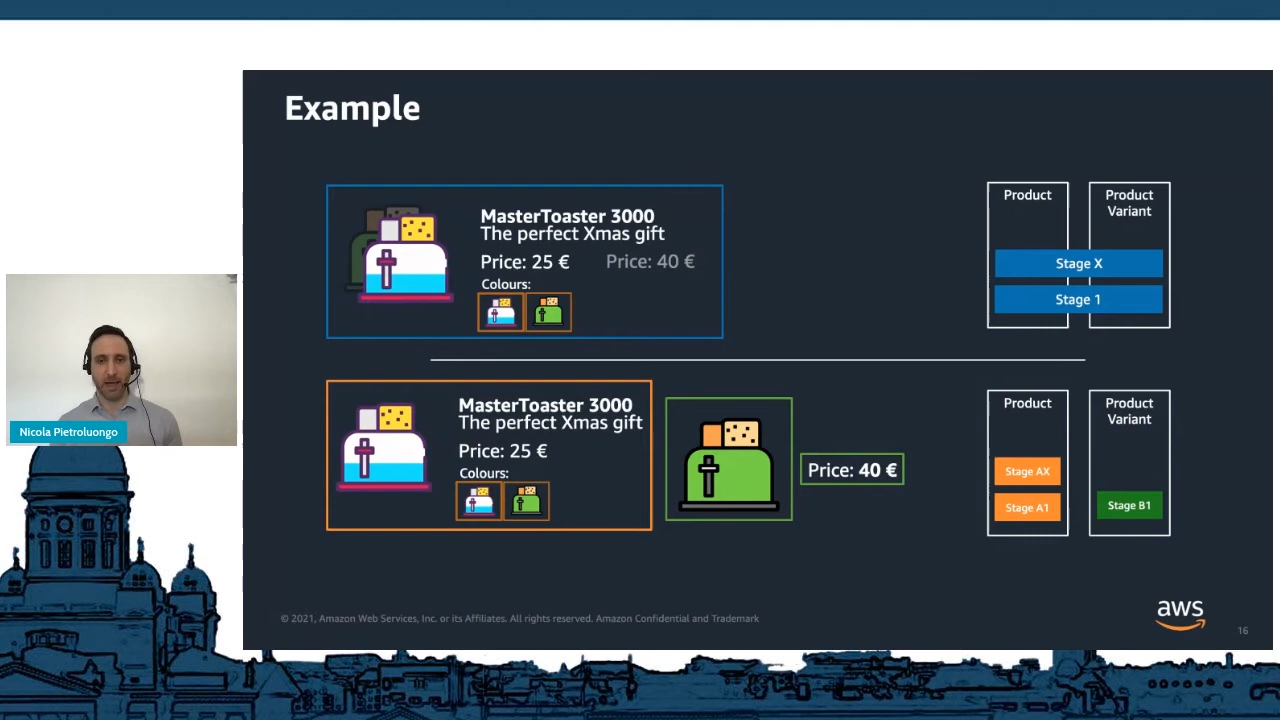 Example
MasterToaster 3000
The perfect Xmas gift
Price: 25 € Price: 40 €
Colours:
Product
Product
Variant
Stage X
Stage 1
MasterToaster 3000
The perfect Xmas gift
Price: 25 €
Colours:
Price: 40 €
Product
Product
Variant
Stage AX
Stage A1
Stage B1
Nicola Pietroluongo
© 2021, Amazon Web Services, Inc. or its Affiliates. All rights reserved. Amazon Confidential and Trademark
aws
16